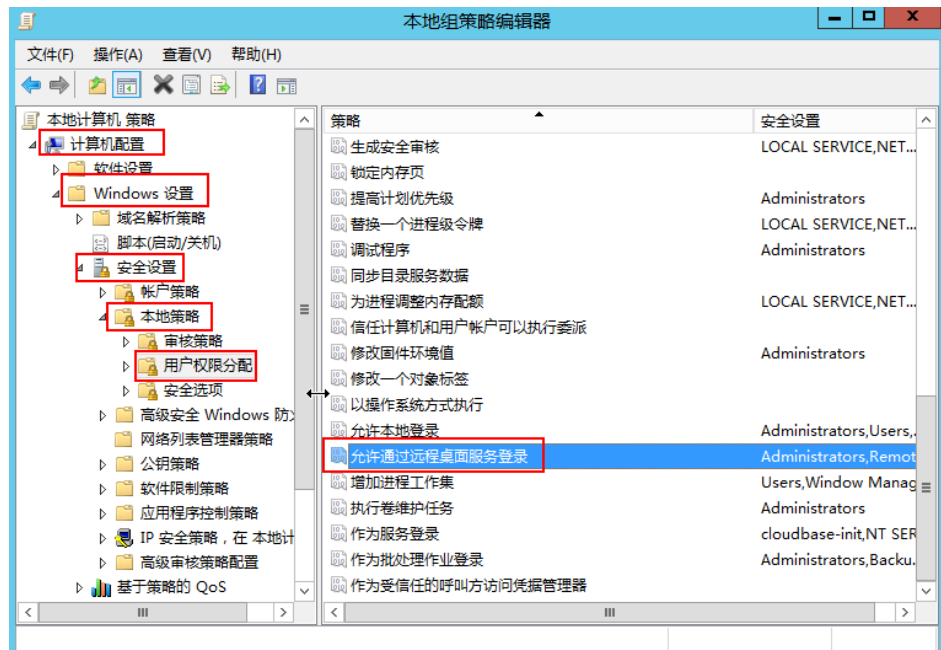 本地组策略编辑器
文件(F) 操作(A) 查看(V) 帮助(H)
本地计算机 策略
计算机配置
软件设置
Windows 设置
域名解析策略
脚本(启动/关机)
安全设置
帐户策略
本地策略
审核策略
用户权限分配
安全选项
高级安全 Windows 防
网络列表管理器策略
公钥策略
软件限制策略
应用程序控制策略
IP 安全策略，在 本地计
高级审核策略配置
基于策略的 QoS
策略 安全设置
生成安全审核 LOCAL SERVICE,NET...
锁定内存页
提高计划优先级 Administrators
替换一个进程级令牌 LOCAL SERVICE,NET...
调试程序 Administrators
同步目录服务数据
为进程调整内存配额 LOCAL SERVICE,NET...
信任计算机和用户帐户可以执行委派
修改固件环境值 Administrators
修改一个对象标签
以操作系统方式执行
允许本地登录 Administrators,Users,.
允许通过远程桌面服务登录 Administrators,Remot
增加进程工作集 Users,Window Manag
执行卷维护任务 Administrators
作为服务登录 cloudbase-init,NT SER
作为批处理作业登录 Administrators,Backu.
作为受信任的呼叫方访问凭据管理器